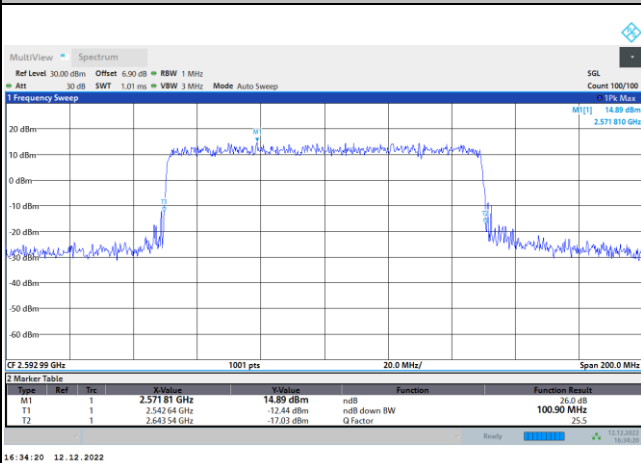 MultiView Spectrum
Ref Level 30.00 dBm Offset 6.90 dB RBW 1 MHz SGL
Att 30 dB SWT 1.01 ms VBW 3 MHz Mode Auto Sweep Count 100/100
1 Frequency Sweep 1Pk Max
M1[1] 14.89 dBm
2.571 810 GHz
20 dBm
M1
10 dBm
0 dBm
T1
-10 dBm
-20 dBm
-30 dBm
-40 dBm
-50 dBm
-60 dBm
CF 2.592 99 GHz 1001 pts 20.0 MHz/ Span 200.0 MHz
2 Marker Table
Type Ref Trc X-Value Y-Value Function Function Result
M1 1 2.571 81 GHz 14.89 dBm ndB 26.0 dB
T1 1 2.542 64 GHz -12.44 dBm ndB down BW 100.90 MHz
T2 1 2.643 54 GHz -17.03 dBm Q Factor 25.5
Ready 12.12.2022
16:34:20
16:34:20 12.12.2022